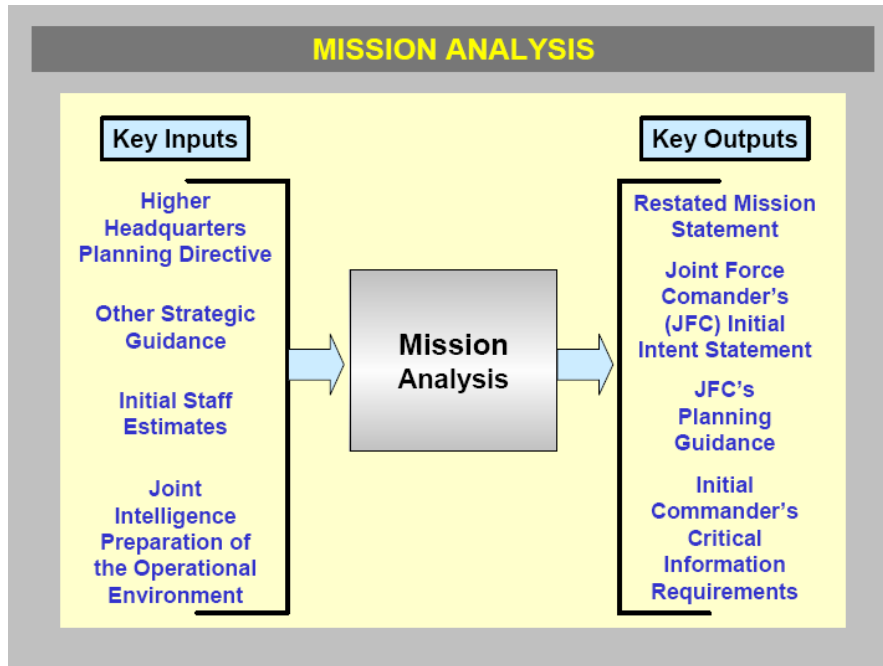 MISSION ANALYSIS
Key Inputs
Higher
Headquarters
Planning Directive
Other Strategic
Guidance
Initial Staff
Estimates
Joint
Intelligence
Preparation of
the Operational
Environment
Mission
Analysis
Key Outputs
Restated Mission
Statement
Joint Force
Comander’s
(JFC) Initial
Intent Statement
JFC’s
Planning
Guidance
Initial
Commander’s
Critical
Information
Requirements